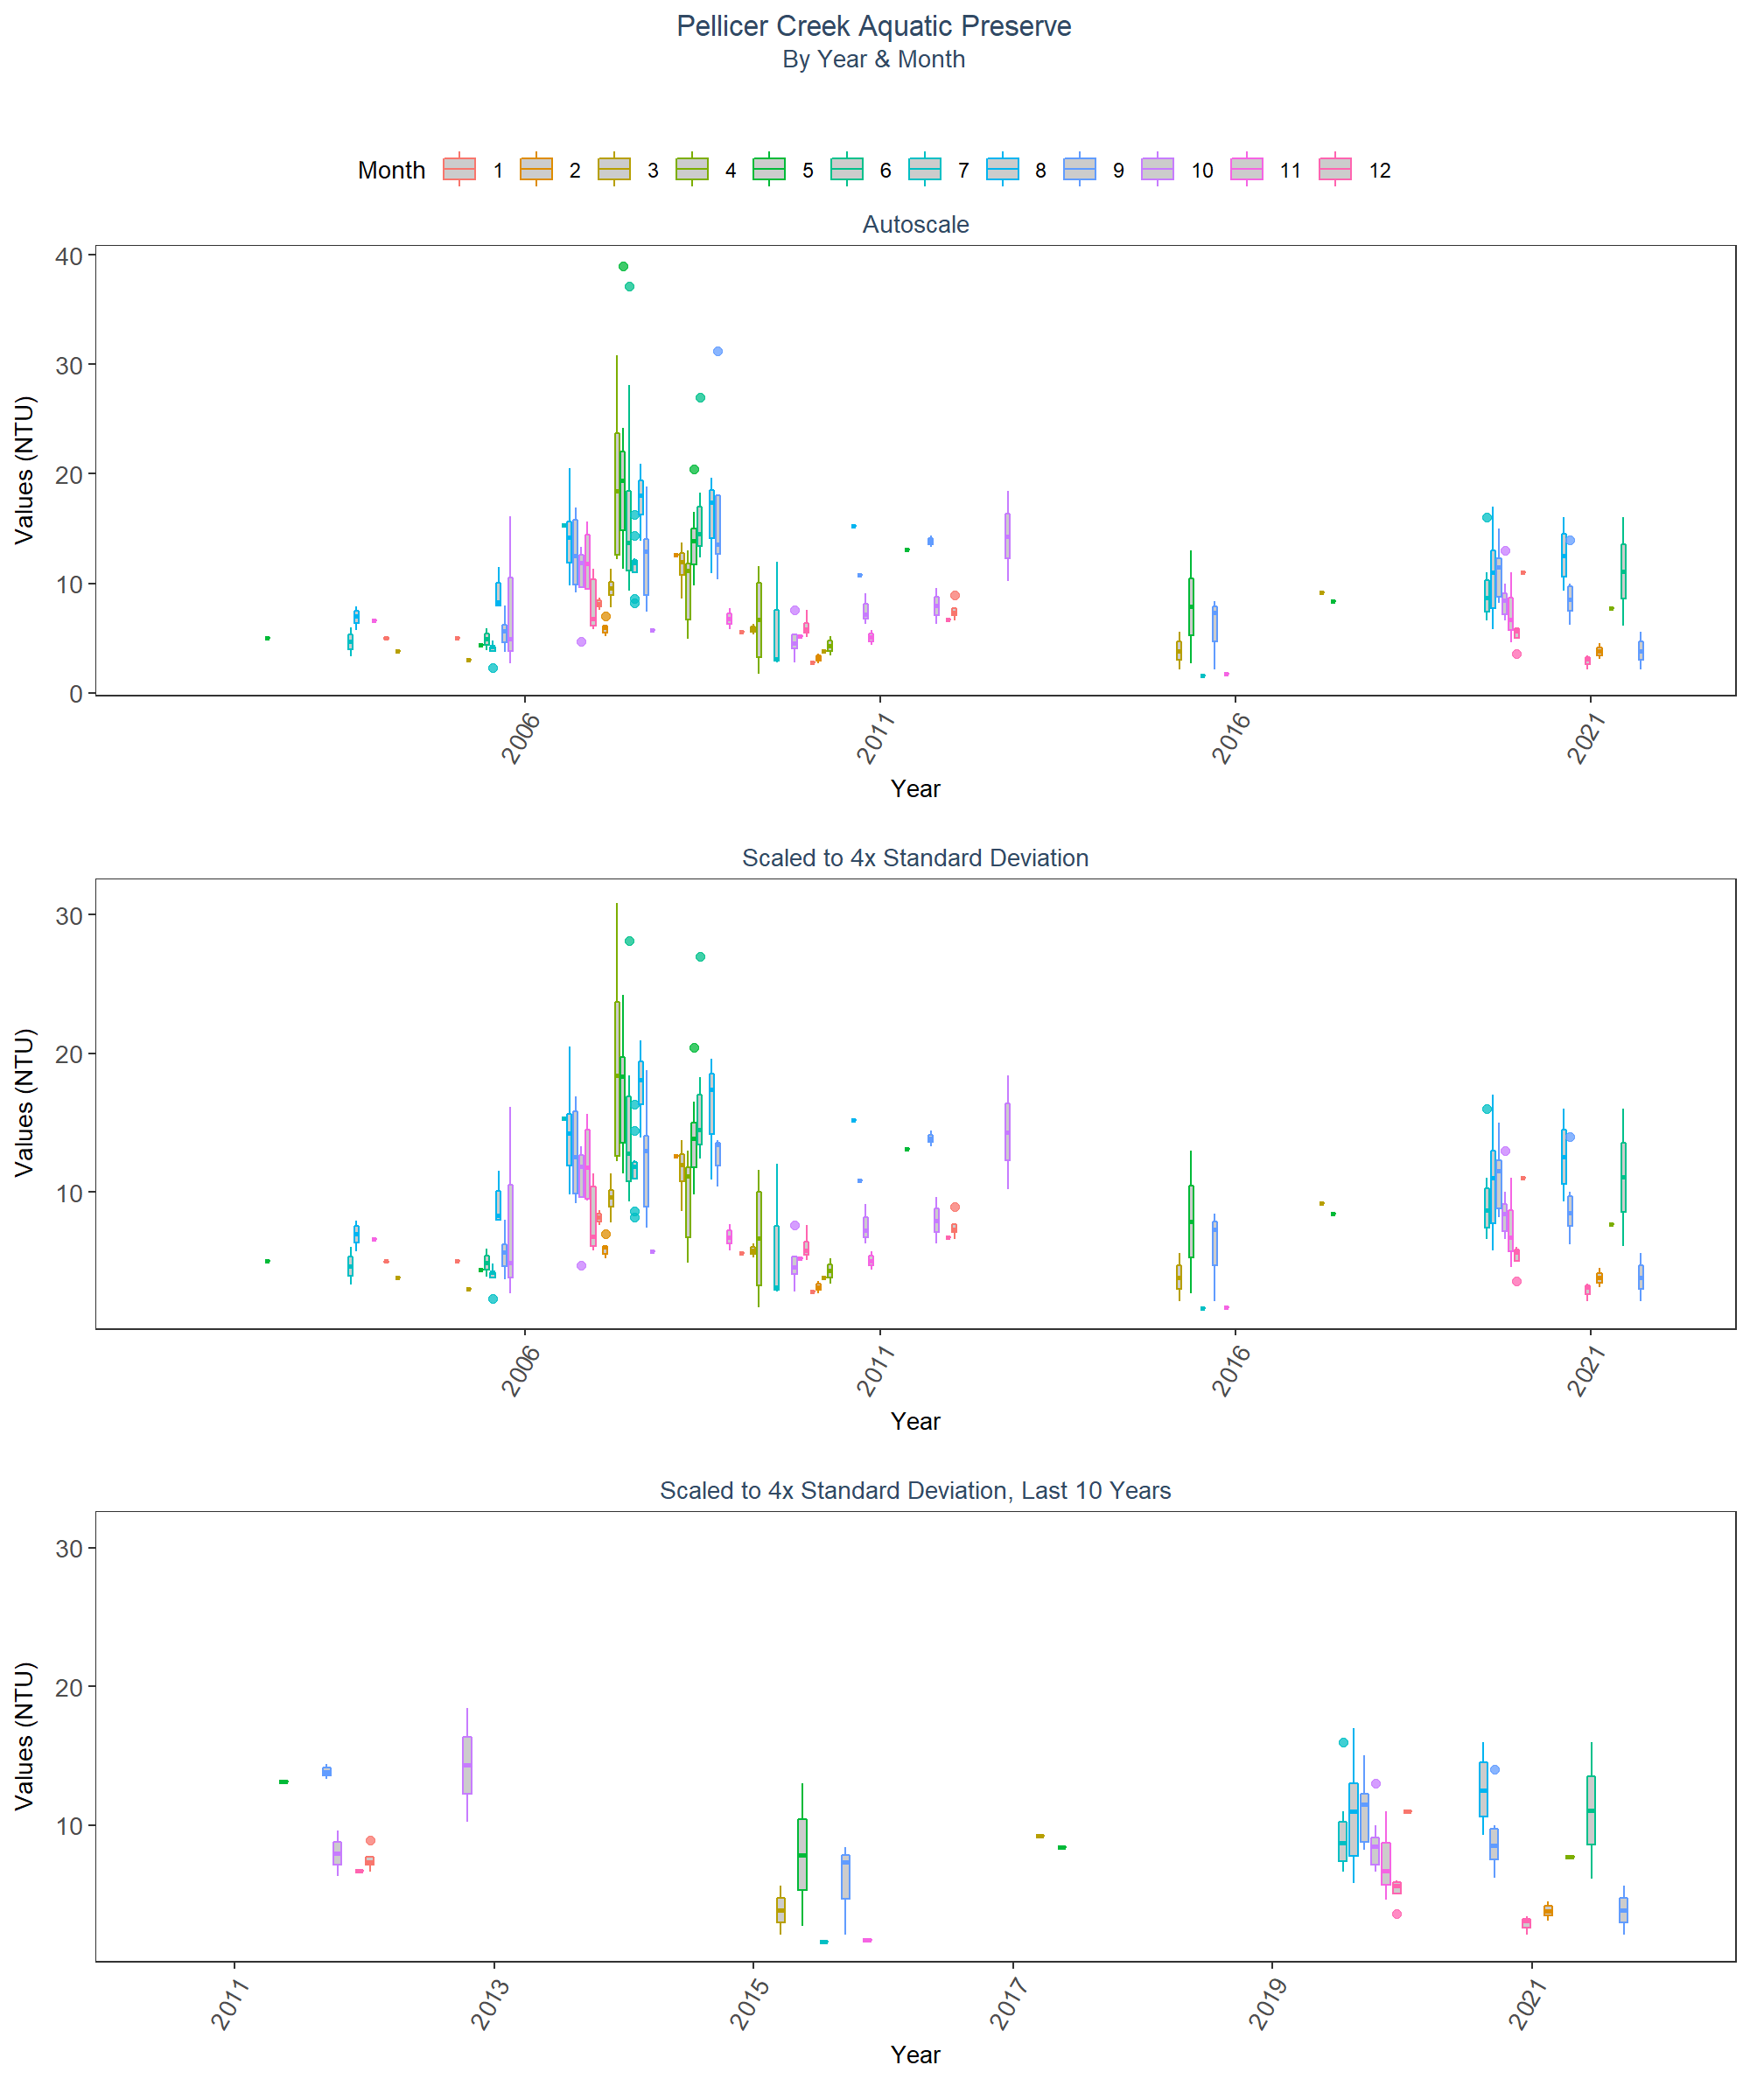 Pellicer Creek Aquatic Preserve
By Year & Month
Month 1 2 3 4 5 6 7 8 9 10 11 12
Autoscale
Values (NTU)
40
30
20
10
0
2006 2011 2016 2021
Year
Scaled to 4x Standard Deviation
Values (NTU)
30
20
10
2006 2011 2016 2021
Year
Scaled to 4x Standard Deviation, Last 10 Years
Values (NTU)
30
20
10
2011 2013 2015 2017 2019 2021
Year